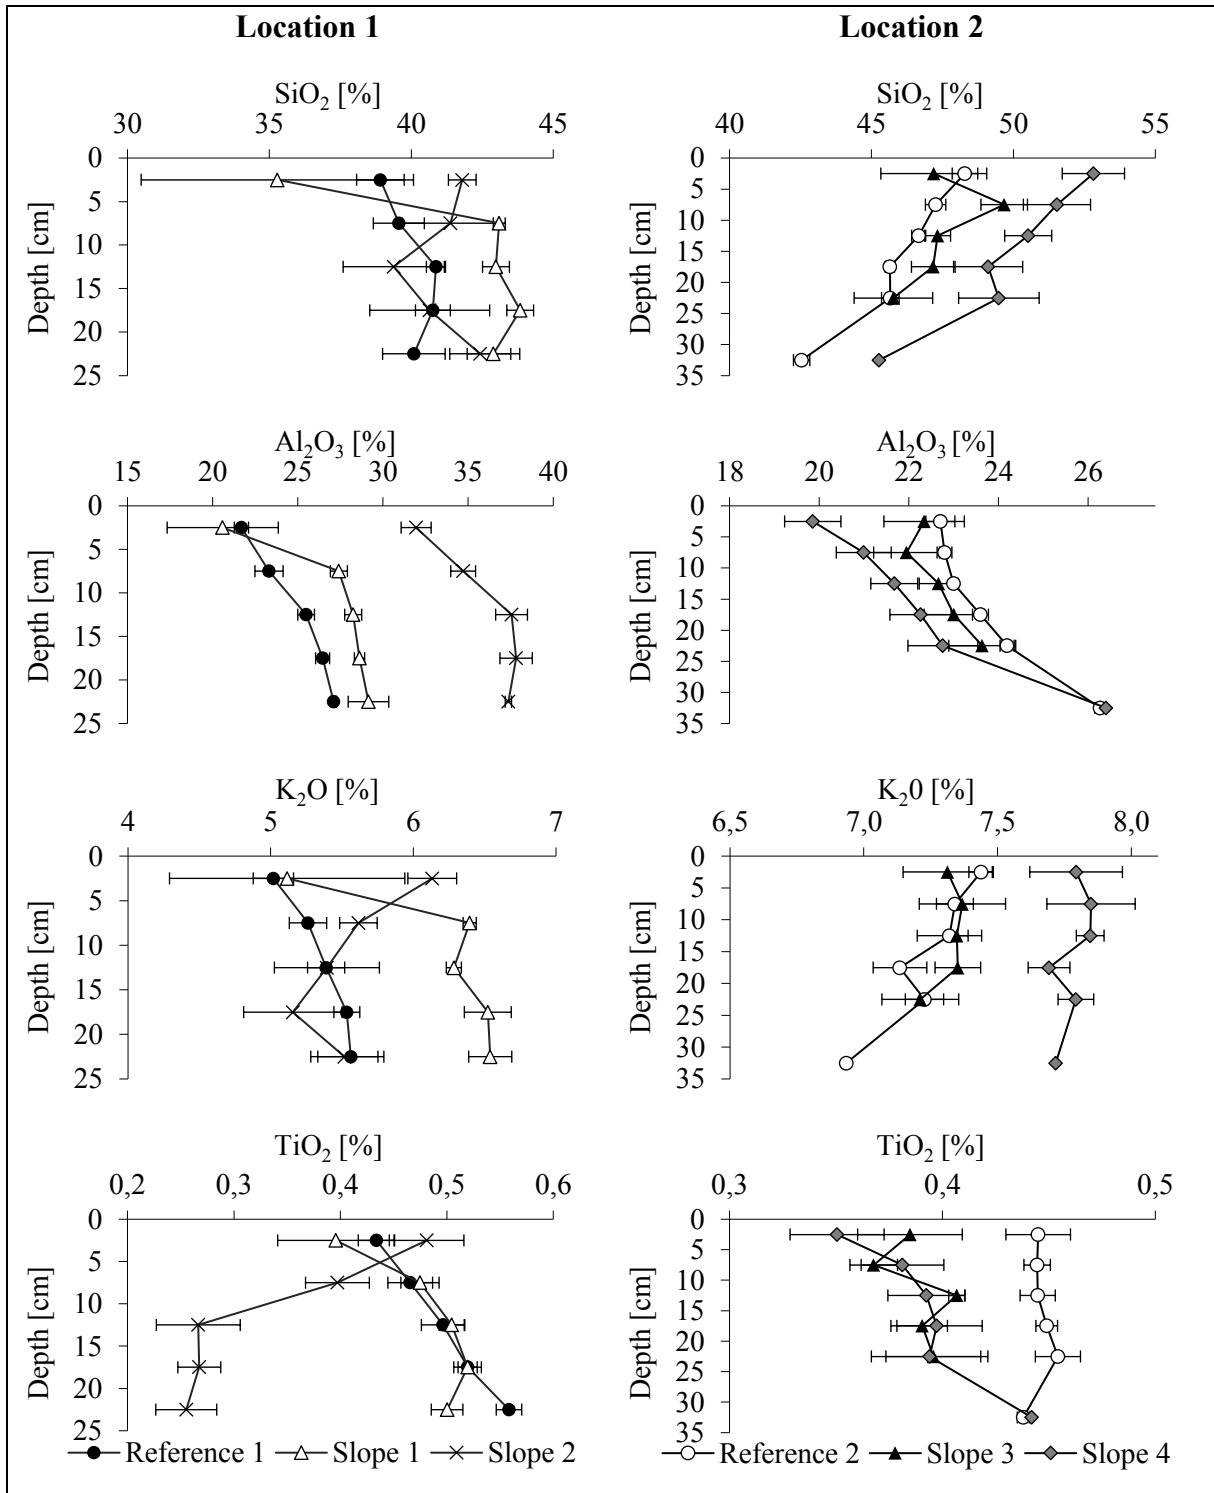 Location 1 Location 2
SiO₂ [%] SiO₂ [%]
30 35 40 45 40 45 50 55
0 0
5 5
10 10
15 15
20 20
25 25
30
35
Depth [cm] Depth [cm]
Al₂O₃ [%] Al₂O₃ [%]
15 20 25 29 35 40 18 20 22 24 26
0 0
5 5
10 10
15 15
20 20
25 25
30
35
Depth [cm] Depth [cm]
K₂O [%] K₂0 [%]
4 5 6 7 6,5 7,0 7,5 8,0
0 0
5 5
10 10
15 15
20 20
25 25
30
35
Depth [cm] Depth [cm]
TiO₂ [%] TiO₂ [%]
0,2 0,3 0,4 0,5 0,6 0,3 0,4 0,5
0 0
5 5
10 10
15 15
20 20
25 25
30
35
Depth [cm] Depth [cm]
Reference 1 Slope 1 Slope 2 Reference 2 Slope 3 Slope 4